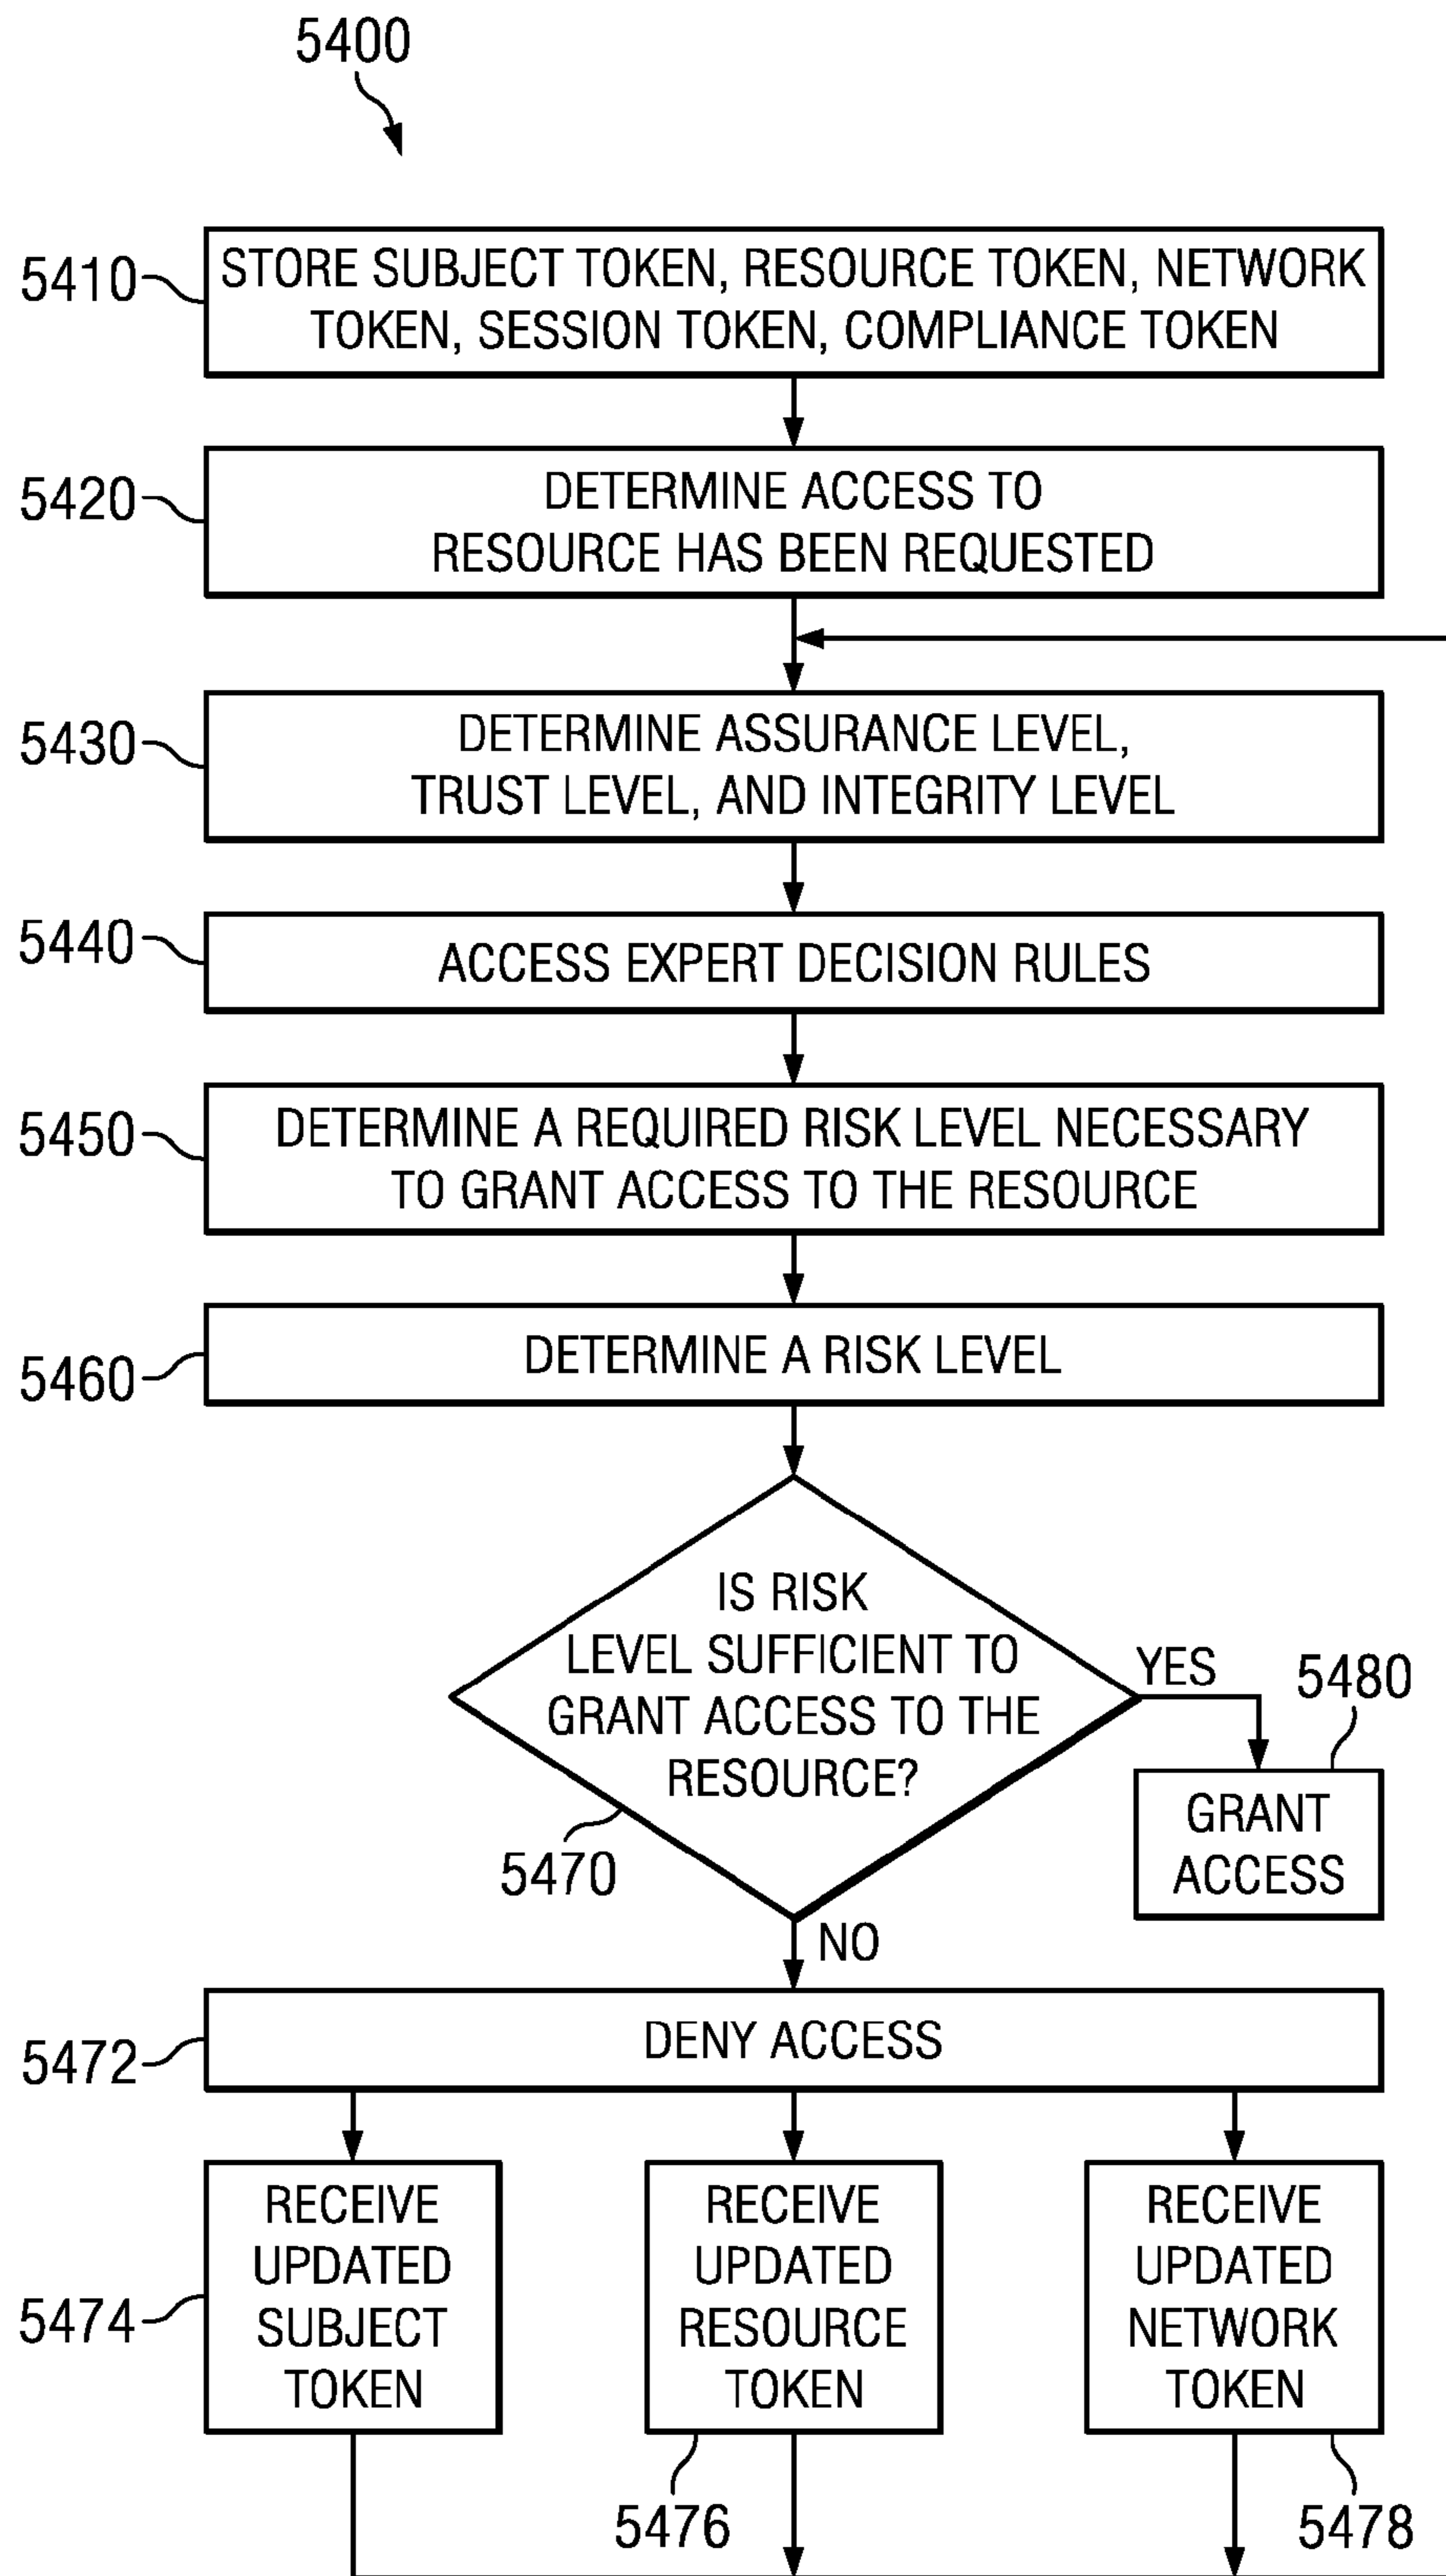 5400
5410
STORE SUBJECT TOKEN, RESOURCE TOKEN, NETWORK
TOKEN, SESSION TOKEN, COMPLIANCE TOKEN
5420
DETERMINE ACCESS TO
RESOURCE HAS BEEN REQUESTED
5430
DETERMINE ASSURANCE LEVEL,
TRUST LEVEL, AND INTEGRITY LEVEL
5440
ACCESS EXPERT DECISION RULES
5450
DETERMINE A REQUIRED RISK LEVEL NECESSARY
TO GRANT ACCESS TO THE RESOURCE
5460
DETERMINE A RISK LEVEL
IS RISK
LEVEL SUFFICIENT TO
GRANT ACCESS TO THE
RESOURCE?
5470
YES
5480
GRANT
ACCESS
NO
5472
DENY ACCESS
5474
RECEIVE
UPDATED
SUBJECT
TOKEN
RECEIVE
UPDATED
RESOURCE
TOKEN
5476
RECEIVE
UPDATED
NETWORK
TOKEN
5478